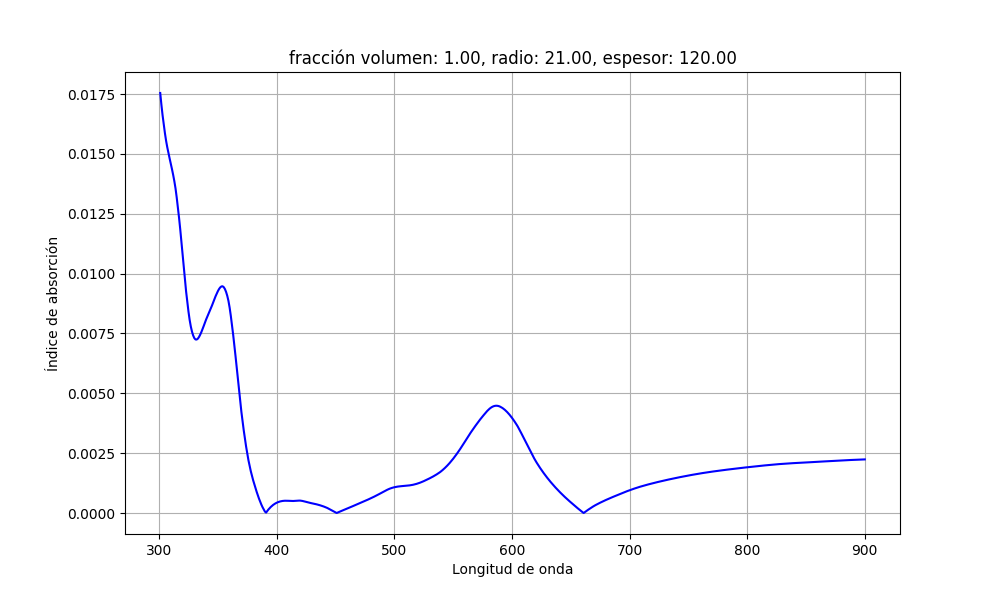 fracción volumen: 1.00, radio: 21.00, espesor: 120.00
0.0175
0.0150
0.0125
0.0100
0.0075
0.0050
0.0025
0.0000
Índice de absorción
300 400 500 600 700 800 900
Longitud de onda